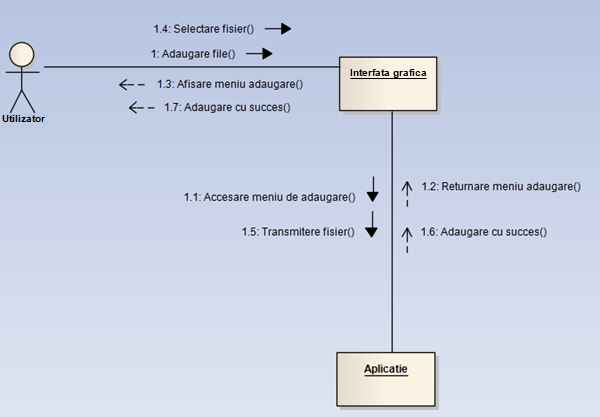 1.4: Selectare fisier()
1: Adaugare file()
Interfata grafica
1.3: Afisare meniu adaugare()
1.7: Adaugare cu succes()
Utilizator
1.1: Accesare meniu de adaugare()
1.2: Returnare meniu adaugare()
1.5: Transmitere fisier()
1.6: Adaugare cu succes()
Aplicatie